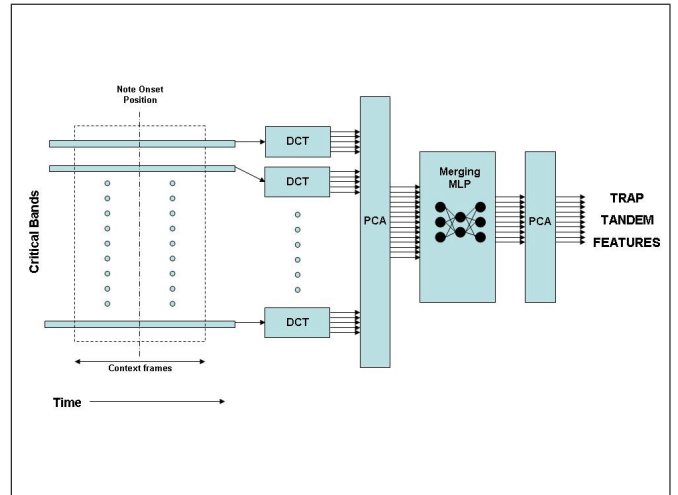 Note Onset
Position
DCT
DCT
Merging
MLP
PCA
PCA
TRAP
TANDEM
FEATURES
Critical Bands
DCT
Context frames
Time